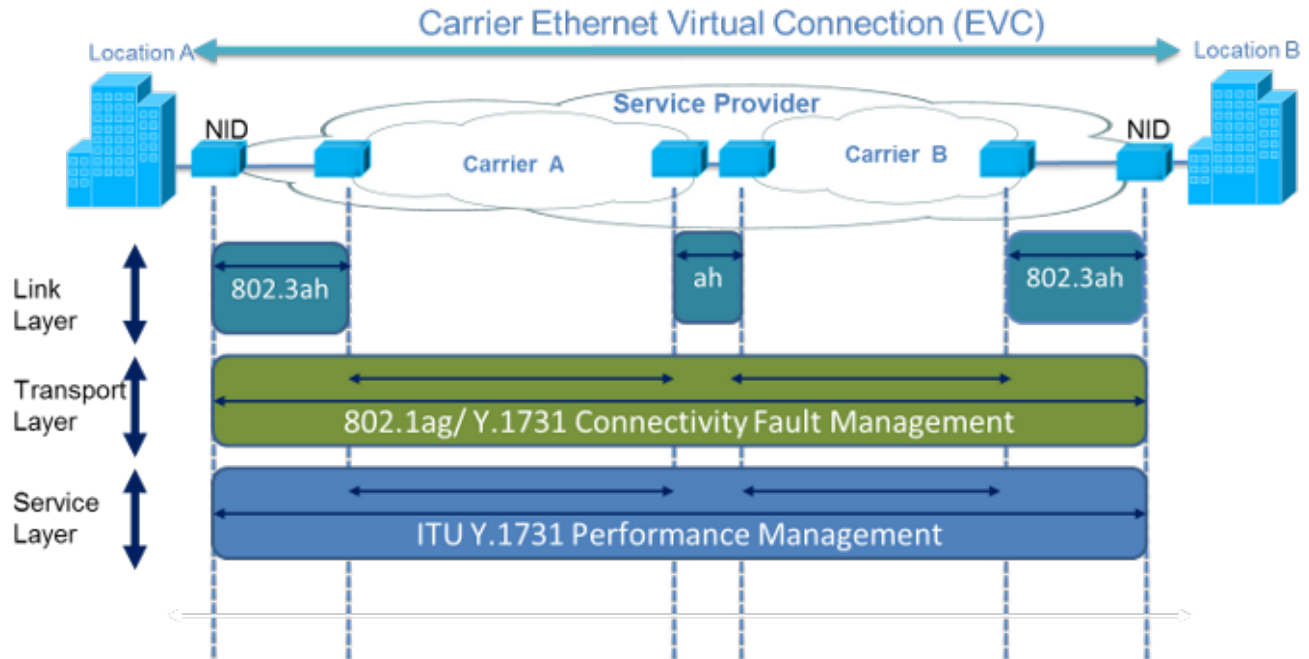 Carrier Ethernet Virtual Connection (EVC)
Location A
Location B
Service Provider
NID
NID
Carrier A
Carrier B
Link
Layer
802.3ah
ah
802.3ah
Transport
Layer
802.1ag/ Y.1731 Connectivity Fault Management
Service
Layer
ITU Y.1731 Performance Management